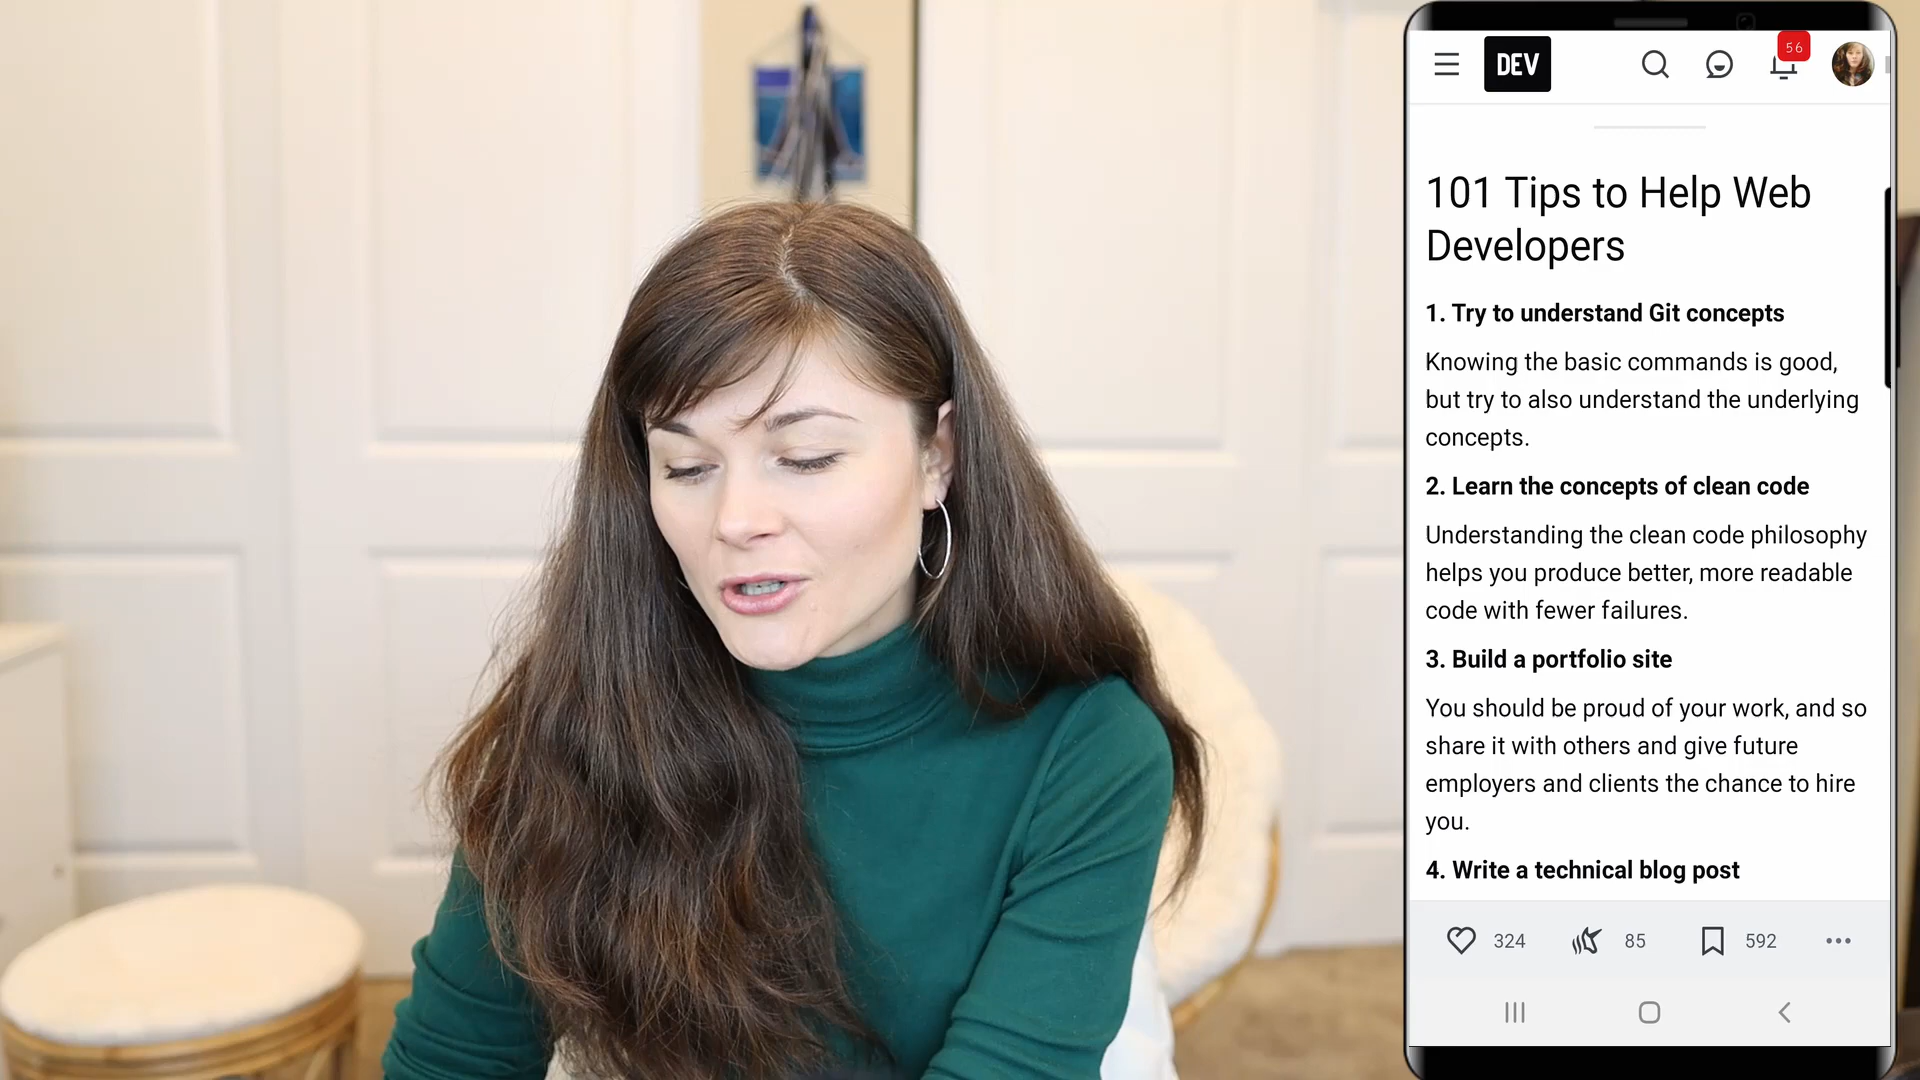 DEV
56
101 Tips to Help Web
Developers
1. Try to understand Git concepts
Knowing the basic commands is good,
but try to also understand the underlying
concepts.
2. Learn the concepts of clean code
Understanding the clean code philosophy
helps you produce better, more readable
code with fewer failures.
3. Build a portfolio site
You should be proud of your work, and so
share it with others and give future
employers and clients the chance to hire
you.
4. Write a technical blog post
324 85 592